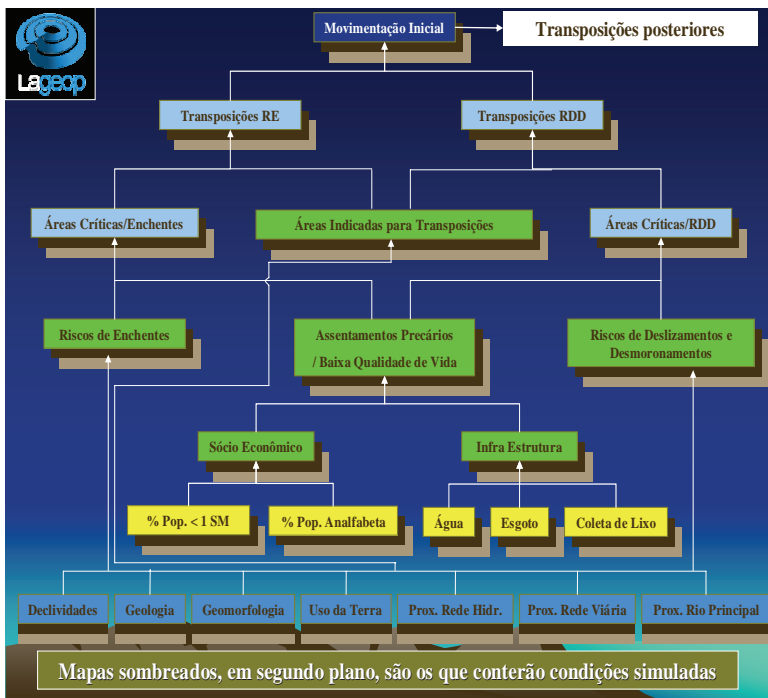 Movimentação Inicial
Transposições posteriores
Lageop
Transposições RE
Transposições RDD
Áreas Críticas/Enchentes
Áreas Indicadas para Transposições
Áreas Críticas/RDD
Riscos de Enchentes
Assentamentos Precários
/ Baixa Qualidade de Vida
Riscos de Deslizamentos e
Desmoronamentos
Sócio Econômico
Infra Estrutura
% Pop. < 1 SM
% Pop. Analfabeta
Água
Esgoto
Coleta de Lixo
Declividades
Geologia
Geomorfologia
Uso da Terra
Prox. Rede Hidr.
Prox. Rede Viária
Prox. Rio Principal
Mapas sombreados, em segundo plano, são os que conterão condições simuladas